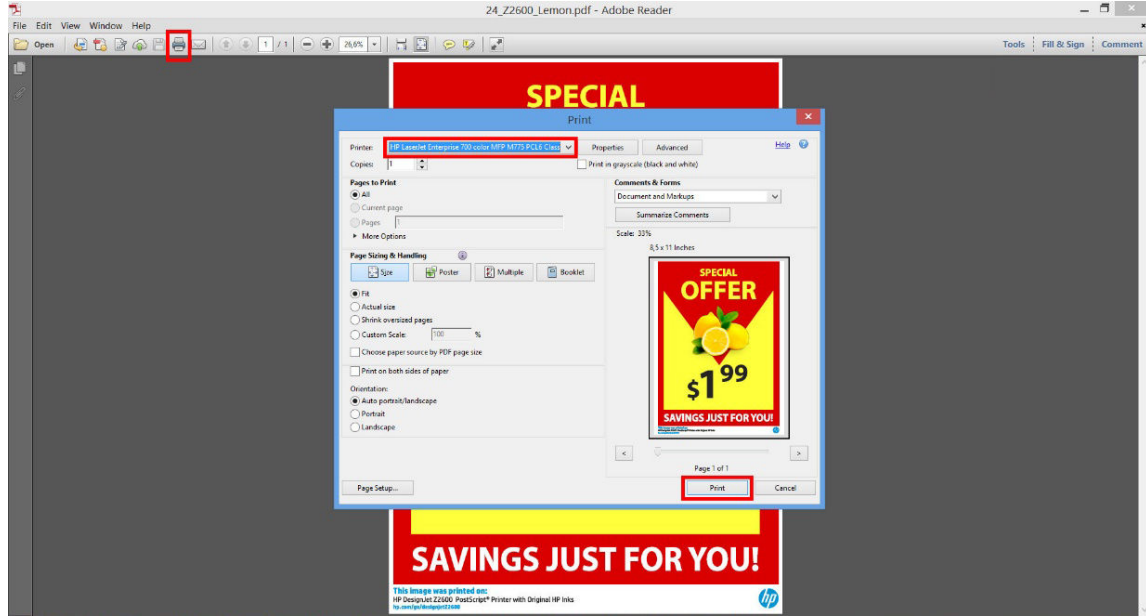 24_Z2600_Lemon.pdf - Adobe Reader
File Edit View Window Help
Open 1 / 1 26,6% Tools Fill & Sign Comment
SPECIAL
Print
Printer: HP LaserJet Enterprise 700 color MFP M775 PCL6 Class Properties Advanced Help
Copies: 1 Print in grayscale (black and white)
Pages to Print
All
Current page
Pages 1
More Options
Comments & Forms
Document and Markups
Summarize Comments
Scale: 33%
8,5 x 11 Inches
Page Sizing & Handling
Size Poster Multiple Booklet
Fit
Actual size
Shrink oversized pages
Custom Scale: 100 %
Choose paper source by PDF page size
Print on both sides of paper
Orientation:
Auto portrait/landscape
Portrait
Landscape
SPECIAL
OFFER
$1 99
SAVINGS JUST FOR YOU!
< >
Page 1 of 1
Page Setup... Print Cancel
SAVINGS JUST FOR YOU!
This image was printed on:
HP DesignJet Z2600 PostScript® Printer with Original HP Inks
hp.com/go/designjetZ2600
hp